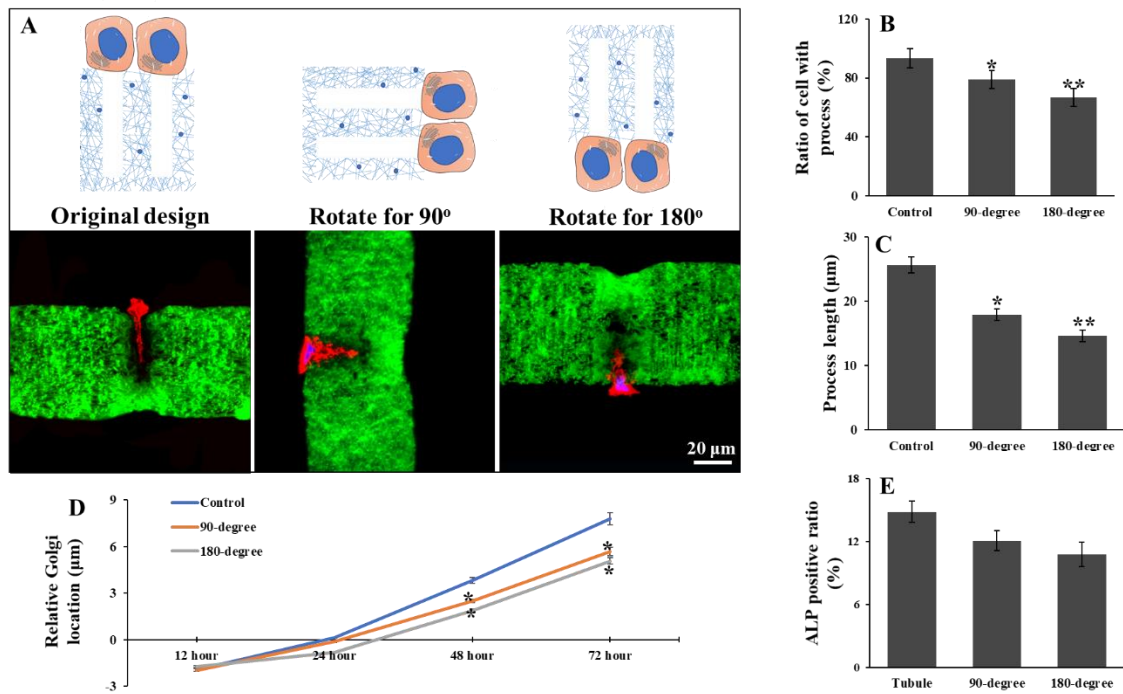 A
Original design
Rotate for 90°
Rotate for 180°
20 μm
B
Ratio of cell with
process (%)
120
80
40
0
*
**
Control
90-degree
180-degree
C
Process length (μm)
30
20
10
0
*
**
Control
90-degree
180-degree
D
Relative Golgi
location (μm)
9
6
3
0
-3
Control
90-degree
180-degree
*
*
*
*
12 hour
24 hour
48 hour
72 hour
E
ALP positive ratio
(%)
18
12
6
0
Tubule
90-degree
180-degree